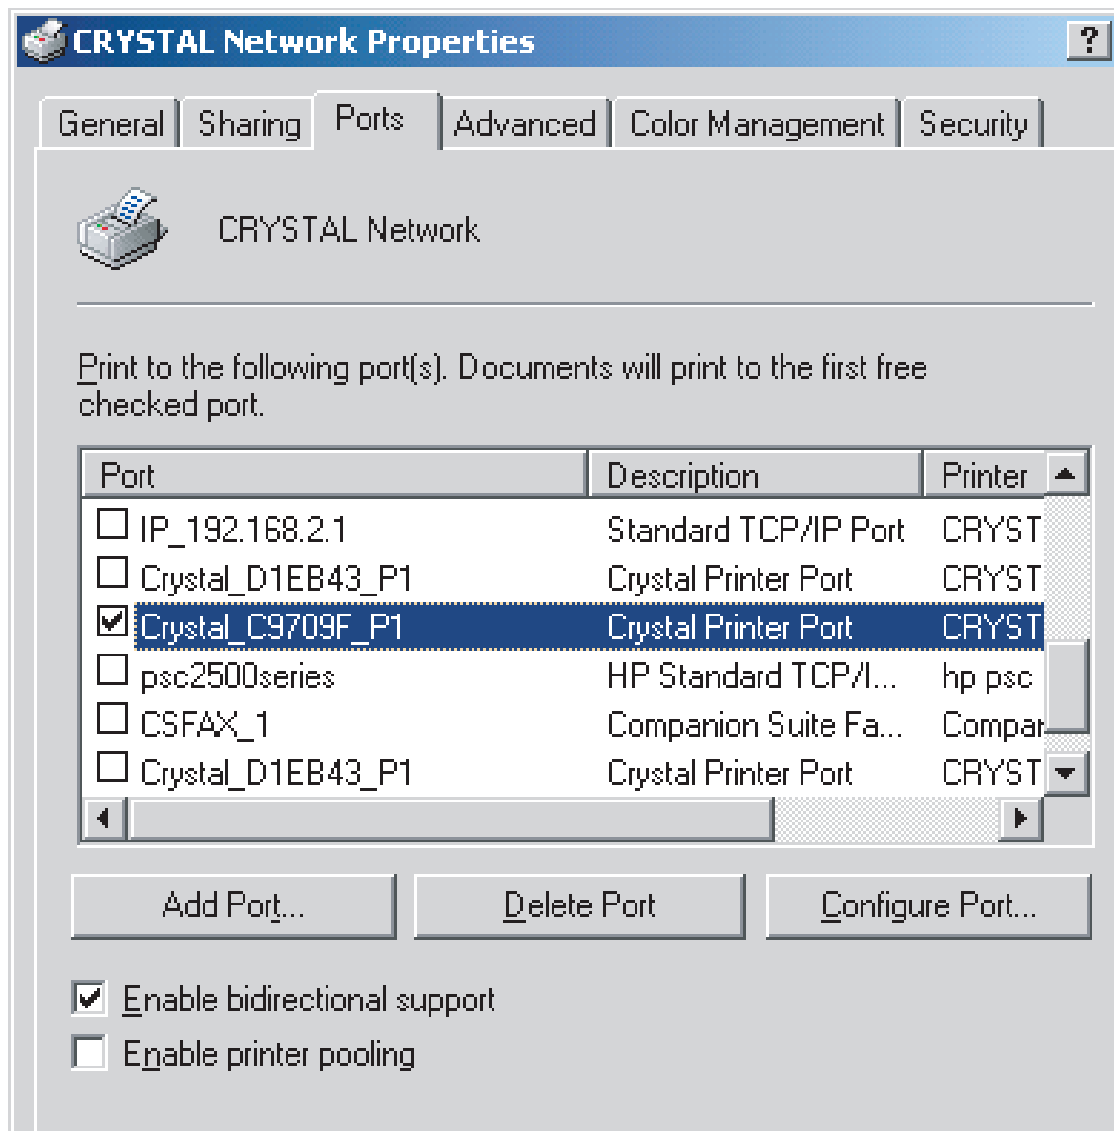 CRYSTAL Network Properties ?
General Sharing Ports Advanced Color Management Security
CRYSTAL Network
Print to the following port(s). Documents will print to the first free
checked port.
Port Description Printer
IP_192.168.2.1 Standard TCP/IP Port CRYST
Crystal_D1EB43_P1 Crystal Printer Port CRYST
Crystal_C9709F_P1 Crystal Printer Port CRYST
psc2500series HP Standard TCP/I... hp psc
CSFAX_1 Companion Suite Fa... Compar
Crystal_D1EB43_P1 Crystal Printer Port CRYST
Add Port... Delete Port Configure Port...
Enable bidirectional support
Enable printer pooling